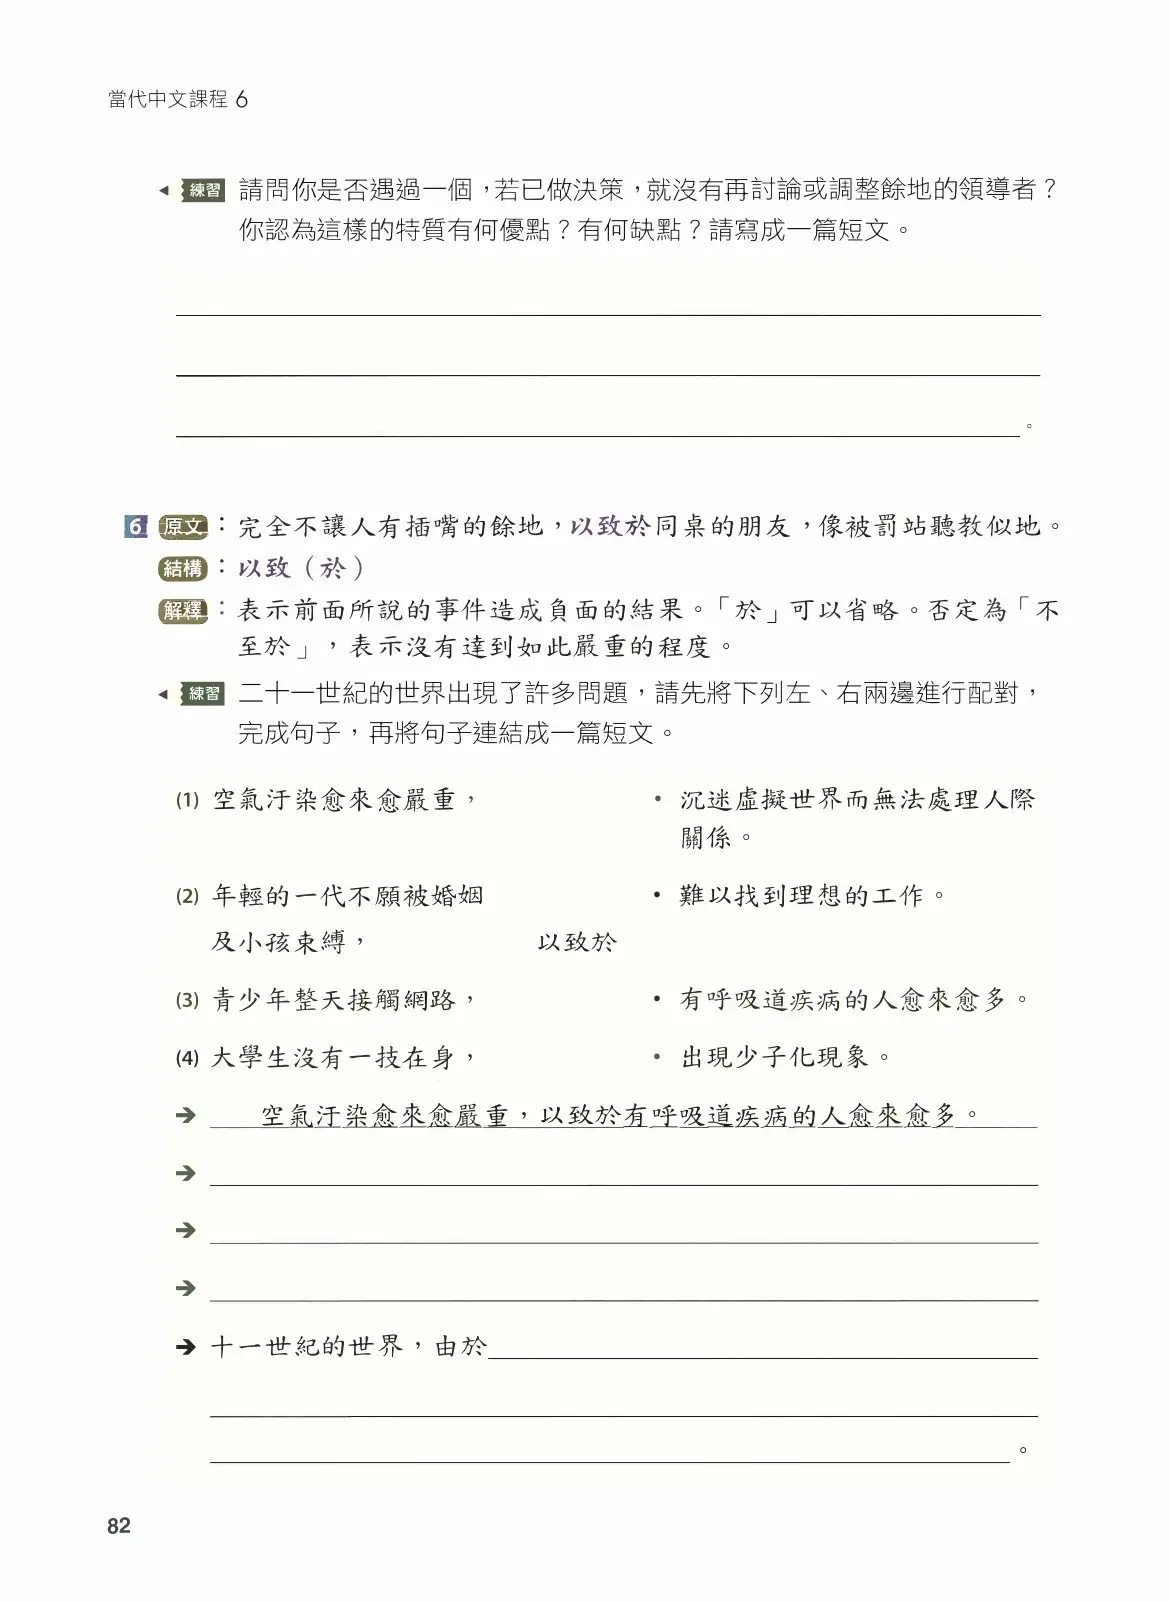 當代中文課程 6
練習 請問你是否遇過一個，若已做決策，就沒有再討論或調整餘地的領導者？
你認為這樣的特質有何優點？有何缺點？請寫成一篇短文。
。
6 原文：完全不讓人有插嘴的餘地，以致於同桌的朋友，像被罰站聽教似地。
結構：以致（於）
解釋：表示前面所說的事件造成負面的結果。「於」可以省略。否定為「不
至於」，表示沒有達到如此嚴重的程度。
練習 二十一世紀的世界出現了許多問題，請先將下列左、右兩邊進行配對，
完成句子，再將句子連結成一篇短文。
(1) 空氣汙染愈來愈嚴重， • 沉迷虛擬世界而無法處理人際
關係。
(2) 年輕的一代不願被婚姻 • 難以找到理想的工作。
及小孩束縛， 以致於
(3) 青少年整天接觸網路， • 有呼吸道疾病的人愈來愈多。
(4) 大學生沒有一技在身， • 出現少子化現象。
➔ 空氣汙染愈來愈嚴重，以致於有呼吸道疾病的人愈來愈多。
➔
➔
➔
➔ 十一世紀的世界，由於
。
82